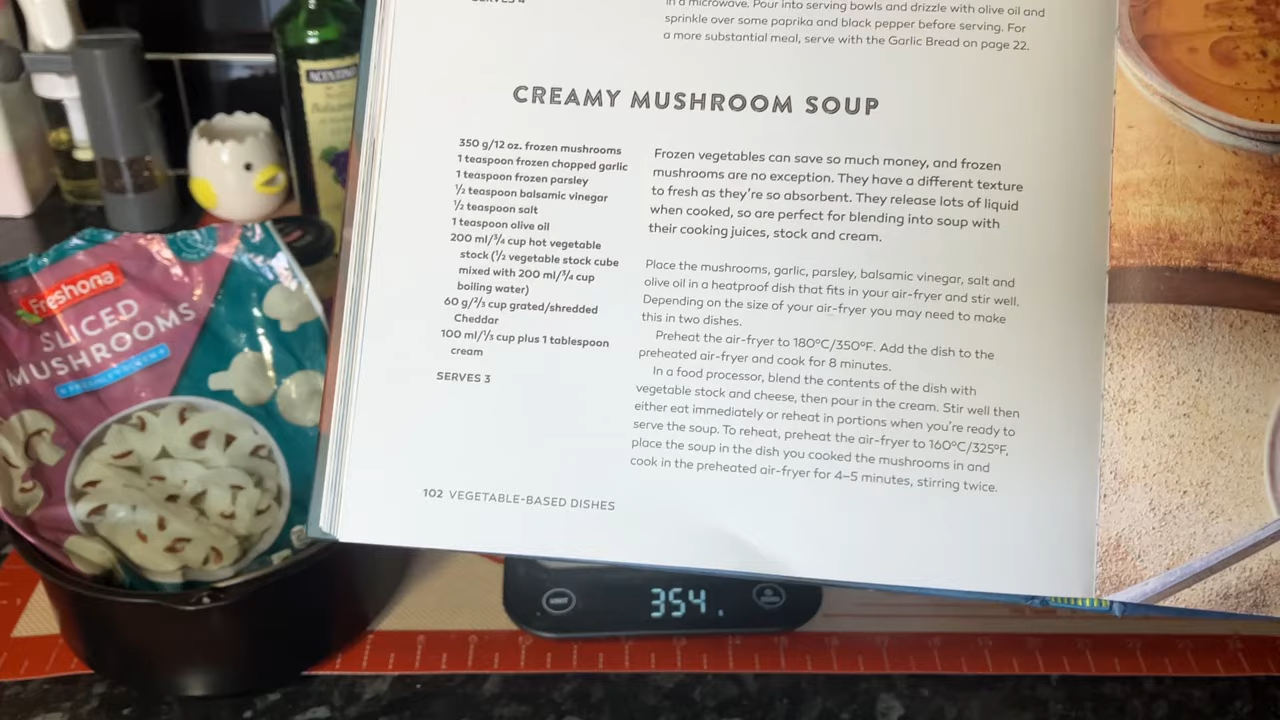 SERVES 4
in a microwave. Pour into serving bowls and drizzle with olive oil and
sprinkle over some paprika and black pepper before serving. For
a more substantial meal, serve with the Garlic Bread on page 22.
CREAMY MUSHROOM SOUP
350 g/12 oz. frozen mushrooms
1 teaspoon frozen chopped garlic
1 teaspoon frozen parsley
½ teaspoon balsamic vinegar
½ teaspoon salt
1 teaspoon olive oil
200 ml/¾ cup hot vegetable
stock (½ vegetable stock cube
mixed with 200 ml/¾ cup
boiling water)
60 g/⅔ cup grated/shredded
Cheddar
100 ml/⅓ cup plus 1 tablespoon
cream
SERVES 3
Frozen vegetables can save so much money, and frozen
mushrooms are no exception. They have a different texture
to fresh as they're so absorbent. They release lots of liquid
when cooked, so are perfect for blending into soup with
their cooking juices, stock and cream.
Place the mushrooms, garlic, parsley, balsamic vinegar, salt and
olive oil in a heatproof dish that fits in your air-fryer and stir well.
Depending on the size of your air-fryer you may need to make
this in two dishes.
Preheat the air-fryer to 180°C/350°F. Add the dish to the
preheated air-fryer and cook for 8 minutes.
In a food processor, blend the contents of the dish with
vegetable stock and cheese, then pour in the cream. Stir well then
either eat immediately or reheat in portions when you're ready to
serve the soup. To reheat, preheat the air-fryer to 160°C/325°F,
place the soup in the dish you cooked the mushrooms in and
cook in the preheated air-fryer for 4–5 minutes, stirring twice.
102 VEGETABLE-BASED DISHES
Freshona
SLICED
MUSHROOMS
354